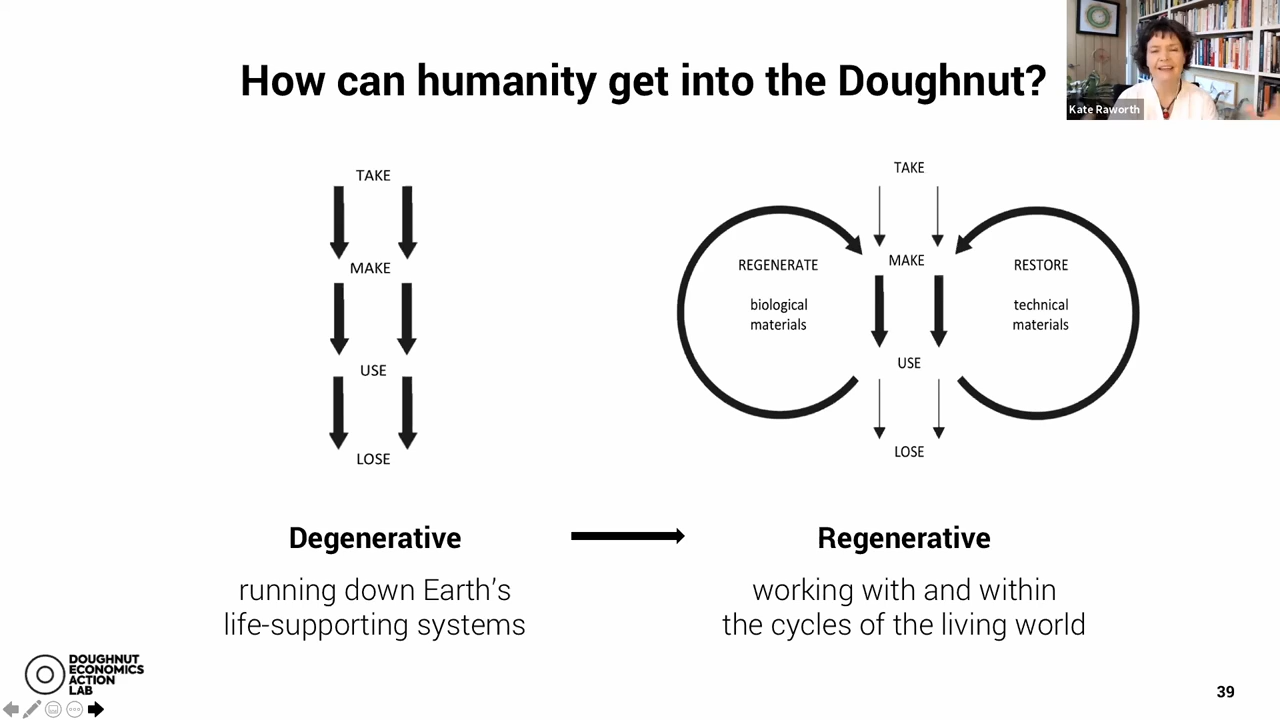 How can humanity get into the Doughnut?
Kate Raworth
TAKE
MAKE
USE
LOSE
TAKE
REGENERATE
biological
materials
MAKE
RESTORE
technical
materials
USE
LOSE
Degenerative
running down Earth's
life-supporting systems
Regenerative
working with and within
the cycles of the living world
DOUGHNUT
ECONOMICS
ACTION
LAB
39